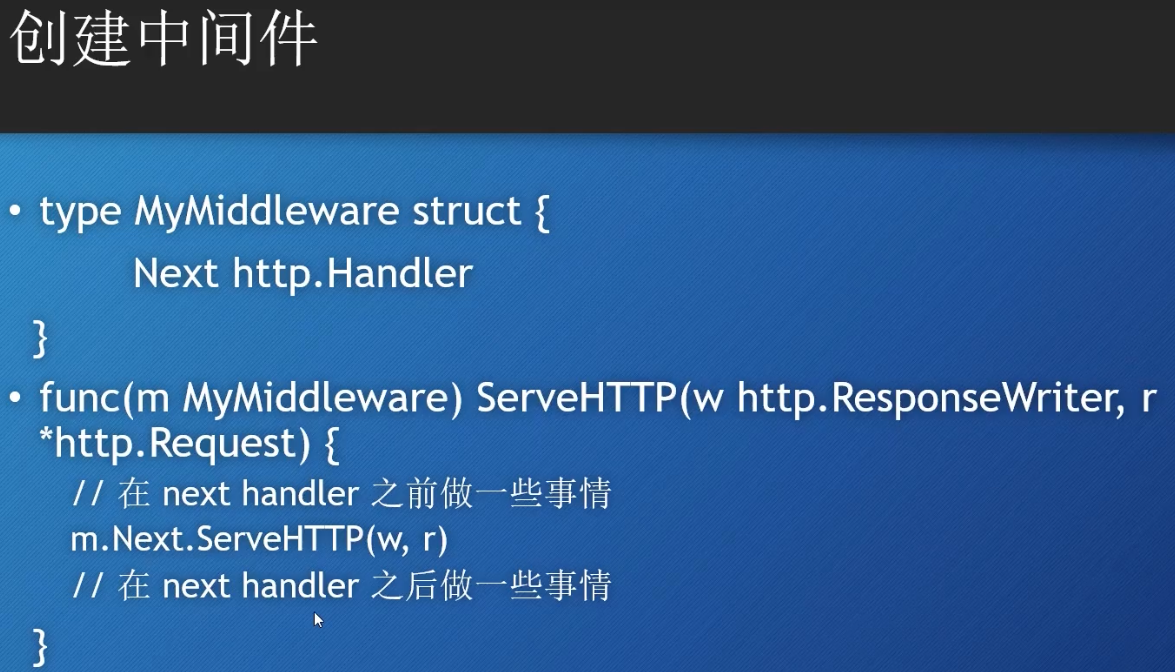 创建中间件
• type MyMiddleware struct {
Next http.Handler
}
• func(m MyMiddleware) ServeHTTP(w http.ResponseWriter, r
*http.Request) {
// 在 next handler 之前做一些事情
m.Next.ServeHTTP(w, r)
// 在 next handler 之后做一些事情
}